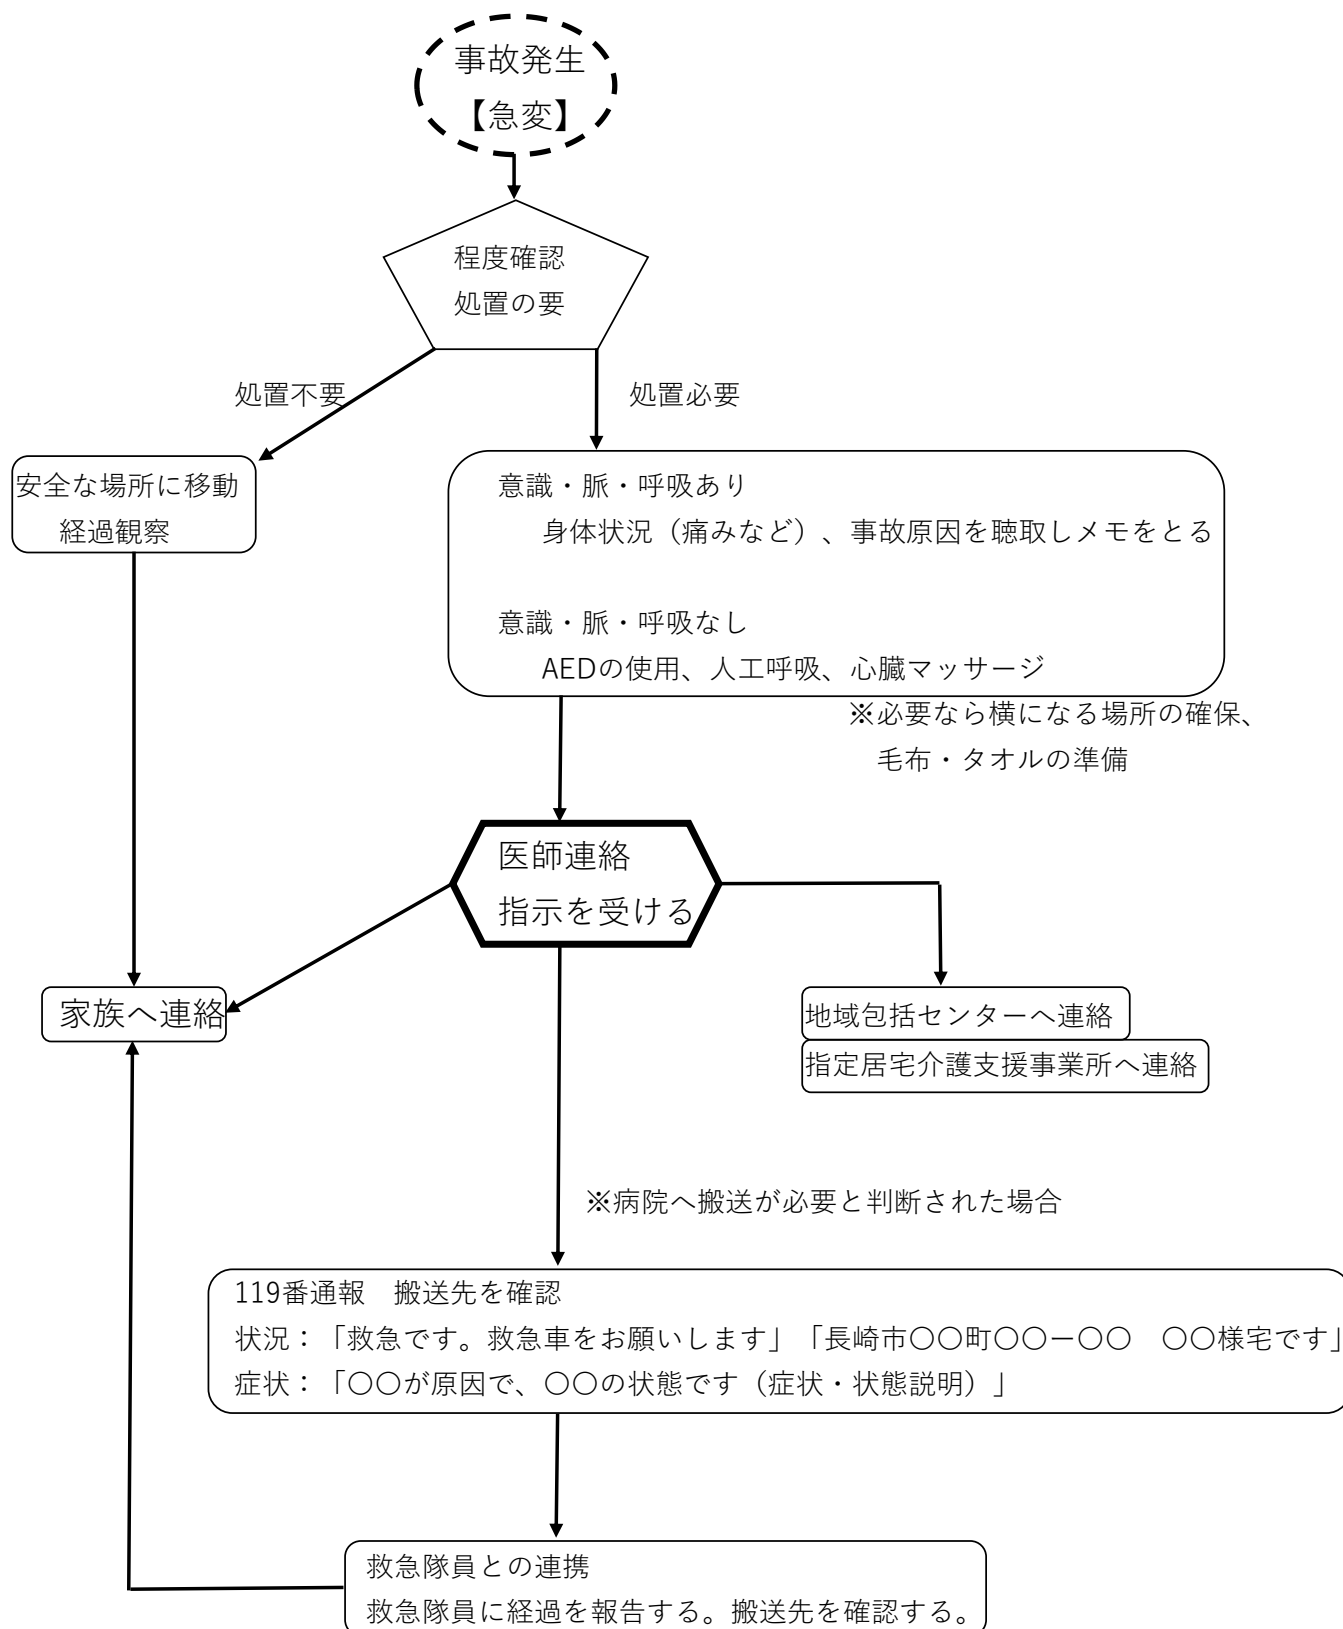 事故発生
【急変】
程度確認
処置の要
処置不要
処置必要
安全な場所に移動
経過観察
意識・脈・呼吸あり
身体状況（痛みなど）、事故原因を聴取しメモをとる
意識・脈・呼吸なし
AEDの使用、人工呼吸、心臓マッサージ
※必要なら横になる場所の確保、
毛布・タオルの準備
医師連絡
指示を受ける
家族へ連絡
地域包括センターへ連絡
指定居宅介護支援事業所へ連絡
※病院へ搬送が必要と判断された場合
119番通報　搬送先を確認
状況：「救急です。救急車をお願いします」「長崎市〇〇町〇〇ー〇〇　〇〇様宅です」
症状：「〇〇が原因で、〇〇の状態です（症状・状態説明）」
救急隊員との連携
救急隊員に経過を報告する。搬送先を確認する。